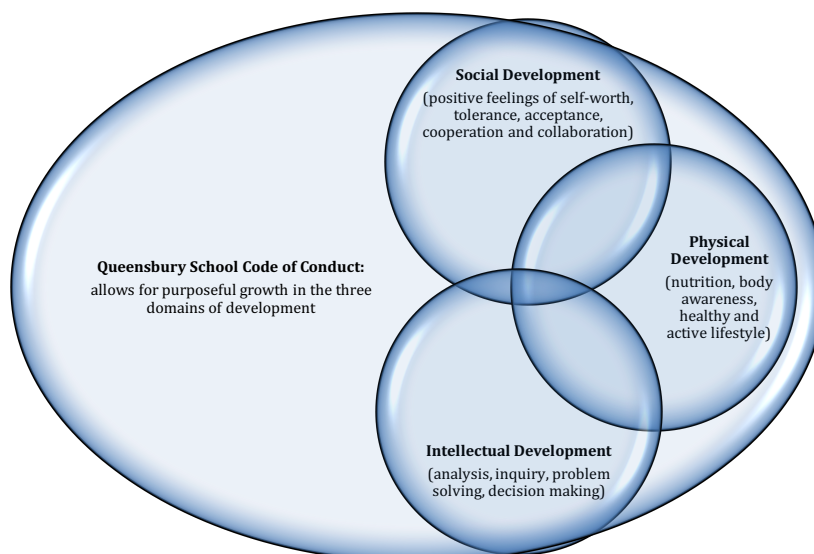 Social Development
(positive feelings of self-worth,
tolerance, acceptance,
cooperation and collaboration)
Physical
Development
(nutrition, body
awareness,
healthy and
active lifestyle)
Queensbury School Code of Conduct:
allows for purposeful growth in the three
domains of development
Intellectual Development
(analysis, inquiry, problem
solving, decision making)